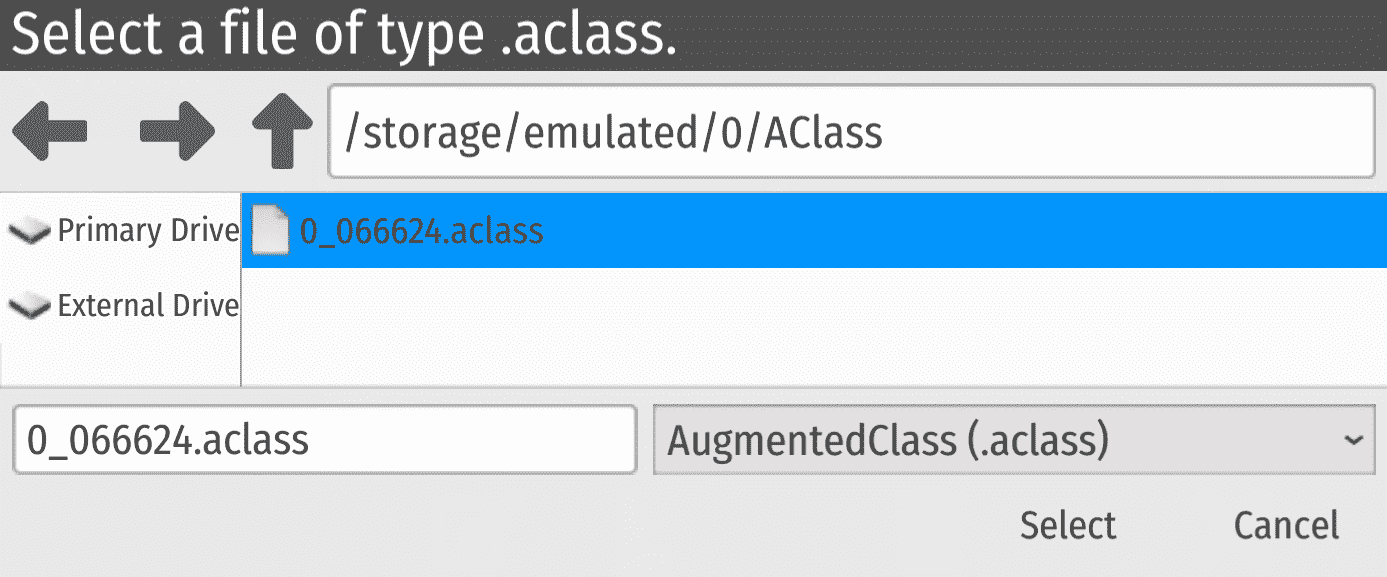 Select a file of type .aclass.
/storage/emulated/0/AClass
Primary Drive
0_066624.aclass
External Drive
0_066624.aclass
AugmentedClass (.aclass)
Select
Cancel